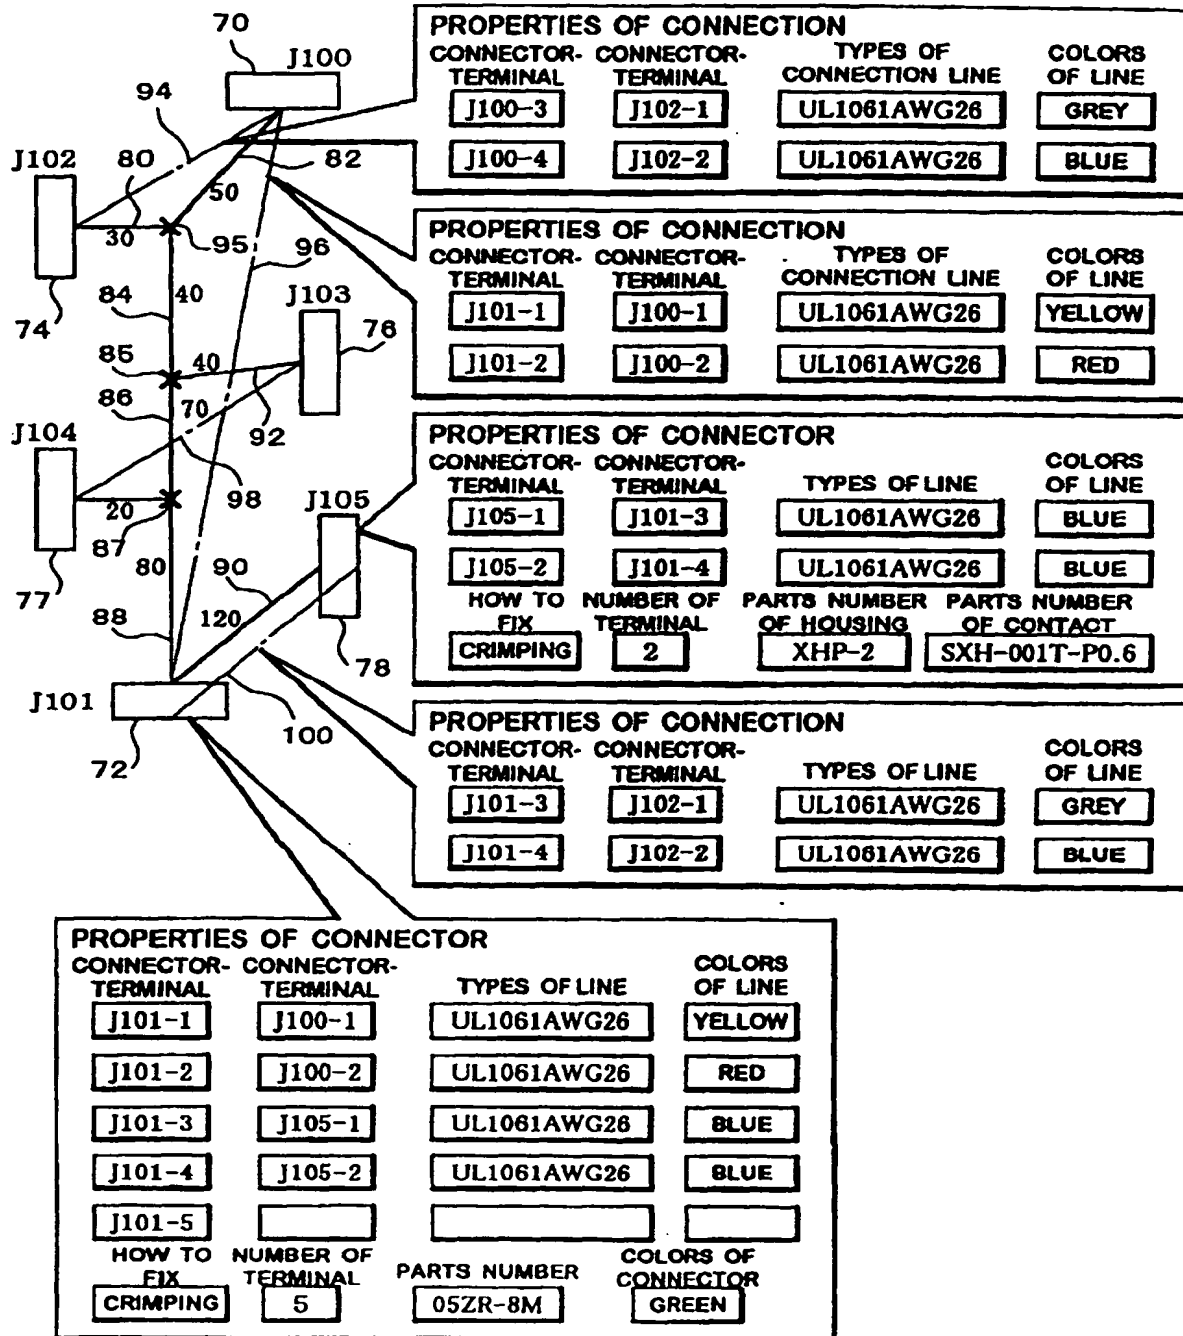 70
J100
94
J102
80
82
50
30
95
96
84
40
J103
74
85
40
76
86
70
92
J104
98
J105
20
87
80
90
77
88
120
78
J101
100
72
PROPERTIES OF CONNECTION
CONNECTOR- CONNECTOR- TYPES OF COLORS
TERMINAL TERMINAL CONNECTION LINE OF LINE
J100-3 J102-1 UL1061AWG26 GREY
J100-4 J102-2 UL1061AWG26 BLUE
PROPERTIES OF CONNECTION
CONNECTOR- CONNECTOR- TYPES OF COLORS
TERMINAL TERMINAL CONNECTION LINE OF LINE
J101-1 J100-1 UL1061AWG26 YELLOW
J101-2 J100-2 UL1061AWG26 RED
PROPERTIES OF CONNECTOR
CONNECTOR- CONNECTOR- COLORS
TERMINAL TERMINAL TYPES OF LINE OF LINE
J105-1 J101-3 UL1061AWG26 BLUE
J105-2 J101-4 UL1061AWG26 BLUE
HOW TO NUMBER OF PARTS NUMBER PARTS NUMBER
FIX TERMINAL OF HOUSING OF CONTACT
CRIMPING 2 XHP-2 SXH-001T-P0.6
PROPERTIES OF CONNECTION
CONNECTOR- CONNECTOR- COLORS
TERMINAL TERMINAL TYPES OF LINE OF LINE
J101-3 J102-1 UL1061AWG26 GREY
J101-4 J102-2 UL1061AWG26 BLUE
PROPERTIES OF CONNECTOR
CONNECTOR- CONNECTOR- COLORS
TERMINAL TERMINAL TYPES OF LINE OF LINE
J101-1 J100-1 UL1061AWG26 YELLOW
J101-2 J100-2 UL1061AWG26 RED
J101-3 J105-1 UL1061AWG26 BLUE
J101-4 J105-2 UL1061AWG26 BLUE
J101-5
HOW TO NUMBER OF COLORS OF
FIX TERMINAL PARTS NUMBER CONNECTOR
CRIMPING 5 05ZR-8M GREEN